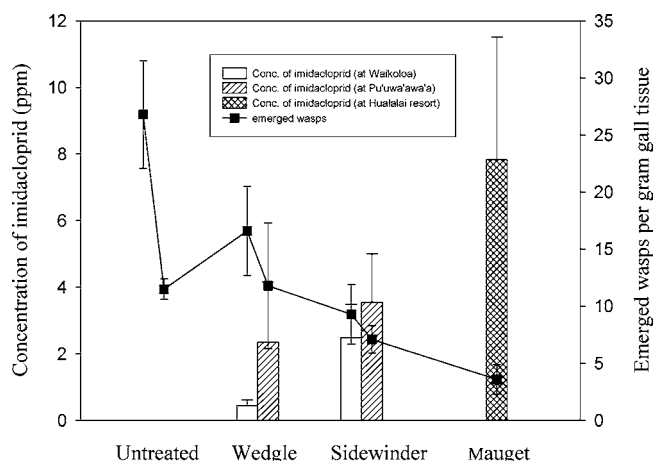 12
10
8
6
4
2
0
Concentration of imidacloprid (ppm)
Conc. of imidacloprid (at Waikoloa)
Conc. of imidacloprid (at Pu'uwa'awa'a)
Conc. of imidacloprid (at Hualalai resort)
emerged wasps
35
30
25
20
15
10
5
0
Emerged wasps per gram gall tissue
Untreated Wedgle Sidewinder Mauget